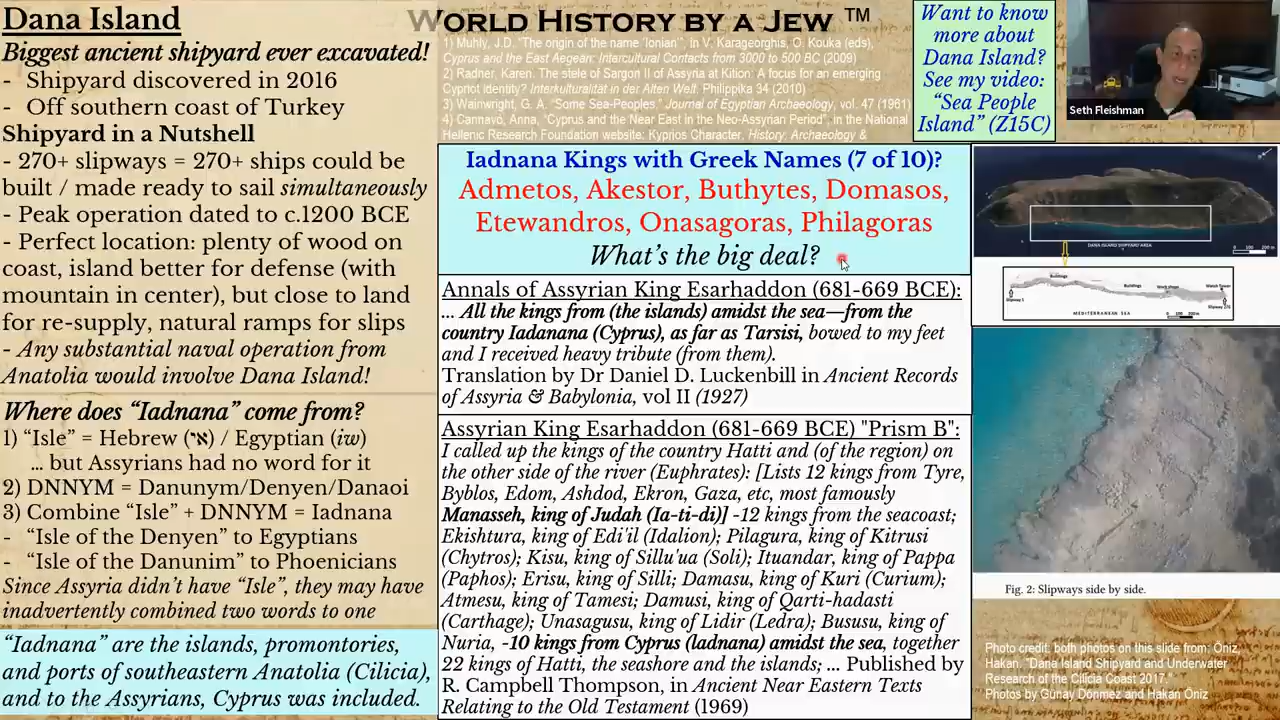 Dana Island
Biggest ancient shipyard ever excavated!
- Shipyard discovered in 2016
- Off southern coast of Turkey
Shipyard in a Nutshell
- 270+ slipways = 270+ ships could be
built / made ready to sail simultaneously
- Peak operation dated to c.1200 BCE
- Perfect location: plenty of wood on
coast, island better for defense (with
mountain in center), but close to land
for re-supply, natural ramps for slips
- Any substantial naval operation from
Anatolia would involve Dana Island!
Where does “Iadnana” come from?
1) “Isle” = Hebrew (אי) / Egyptian (iw)
... but Assyrians had no word for it
2) DNNYM = Danunym/Denyen/Danaoi
3) Combine “Isle” + DNNYM = Iadnana
- “Isle of the Denyen” to Egyptians
- “Isle of the Danunim” to Phoenicians
Since Assyria didn’t have “Isle”, they may have
inadvertently combined two words to one
“Iadnana” are the islands, promontories,
and ports of southeastern Anatolia (Cilicia),
and to the Assyrians, Cyprus was included.
WORLD HISTORY BY A JEW ™
1) Muhly, J.D. “The origin of the name ‘Ionian’”, in V. Karageorghis, O. Kouka (eds),
Cyprus and the East Aegean: Intercultural Contacts from 3000 to 500 BC (2009)
2) Radner, Karen. The stele of Sargon II of Assyria at Kition: A focus for an emerging
Cypriot identity? Interkulturalität in der Alten Welt. Philippika 34 (2010)
3) Wainwright, G. A. “Some Sea-Peoples.” Journal of Egyptian Archaeology, vol. 47 (1961)
4) Cannavò, Anna, “Cyprus and the Near East in the Neo-Assyrian Period”, in the National
Hellenic Research Foundation website: Kyprios Character. History: Archaeology &
Iadnana Kings with Greek Names (7 of 10)?
Admetos, Akestor, Buthytes, Domasos,
Etewandros, Onasagoras, Philagoras
What’s the big deal?
Annals of Assyrian King Esarhaddon (681-669 BCE):
... All the kings from (the islands) amidst the sea—from the
country Iadanana (Cyprus), as far as Tarsisi, bowed to my feet
and I received heavy tribute (from them).
Translation by Dr Daniel D. Luckenbill in Ancient Records
of Assyria & Babylonia, vol II (1927)
Assyrian King Esarhaddon (681-669 BCE) "Prism B":
I called up the kings of the country Hatti and (of the region) on
the other side of the river (Euphrates): [Lists 12 kings from Tyre,
Byblos, Edom, Ashdod, Ekron, Gaza, etc, most famously
Manasseh, king of Judah (Ia-ti-di)] -12 kings from the seacoast;
Ekishtura, king of Edi'il (Idalion); Pilagura, king of Kitrusi
(Chytros); Kisu, king of Sillu'ua (Soli); Ituandar, king of Pappa
(Paphos); Erisu, king of Silli; Damasu, king of Kuri (Curium);
Atmesu, king of Tamesi; Damusi, king of Qarti-hadasti
(Carthage); Unasagusu, king of Lidir (Ledra); Bususu, king of
Nuria, -10 kings from Cyprus (Iadnana) amidst the sea, together
22 kings of Hatti, the seashore and the islands; ... Published by
R. Campbell Thompson, in Ancient Near Eastern Texts
Relating to the Old Testament (1969)
Want to know
more about
Dana Island?
See my video:
“Sea People
Island” (Z15C)
Seth Fleishman
DANA ISLAND SHIPYARD AREA
Buildings
Buildings
Slipway 1
MEDITERRANEAN SEA
Fig. 2: Slipways side by side.
Photo credit: both photos on this slide from: Öniz,
Hakan. "Dana Island Shipyard and Underwater
Research of the Cilicia Coast 2017."
Photos by Günay Dönmez and Hakan Öniz